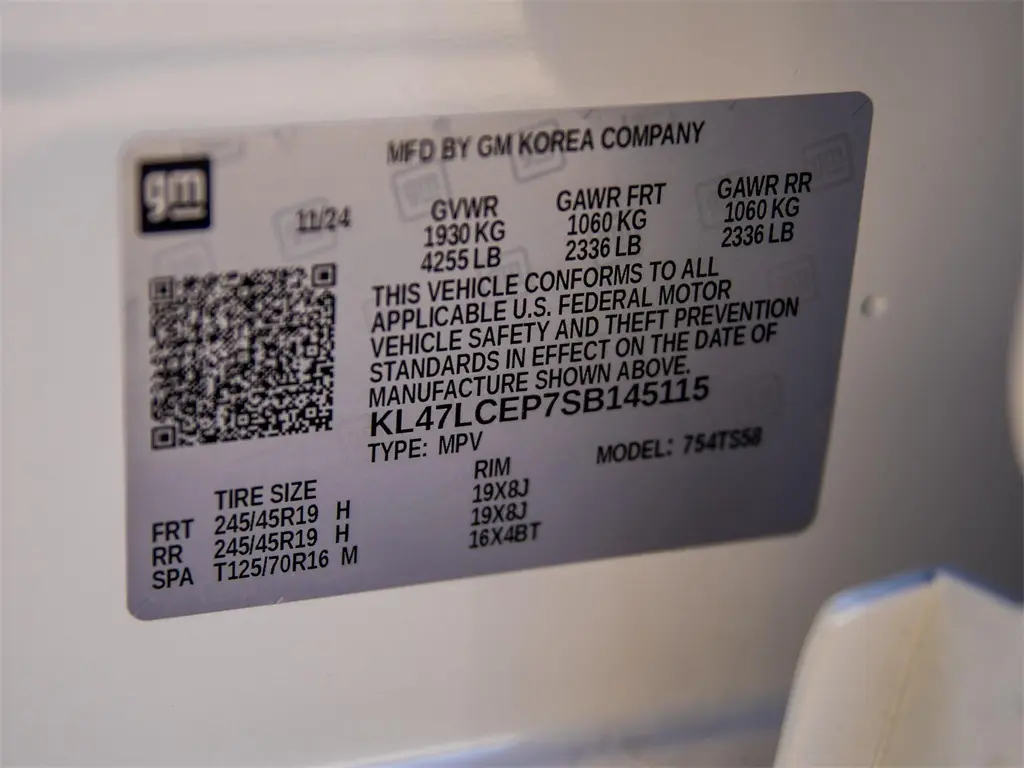 MFD BY GM KOREA COMPANY
gm
11/24
GVWR GAWR FRT GAWR RR
1930 KG 1060 KG 1060 KG
4255 LB 2336 LB 2336 LB
THIS VEHICLE CONFORMS TO ALL
APPLICABLE U.S. FEDERAL MOTOR
VEHICLE SAFETY AND THEFT PREVENTION
STANDARDS IN EFFECT ON THE DATE OF
MANUFACTURE SHOWN ABOVE.
KL47LCEP7SB145115
TYPE: MPV MODEL: 754TS58
TIRE SIZE RIM
FRT 245/45R19 H 19X8J
RR 245/45R19 H 19X8J
SPA T125/70R16 M 16X4BT